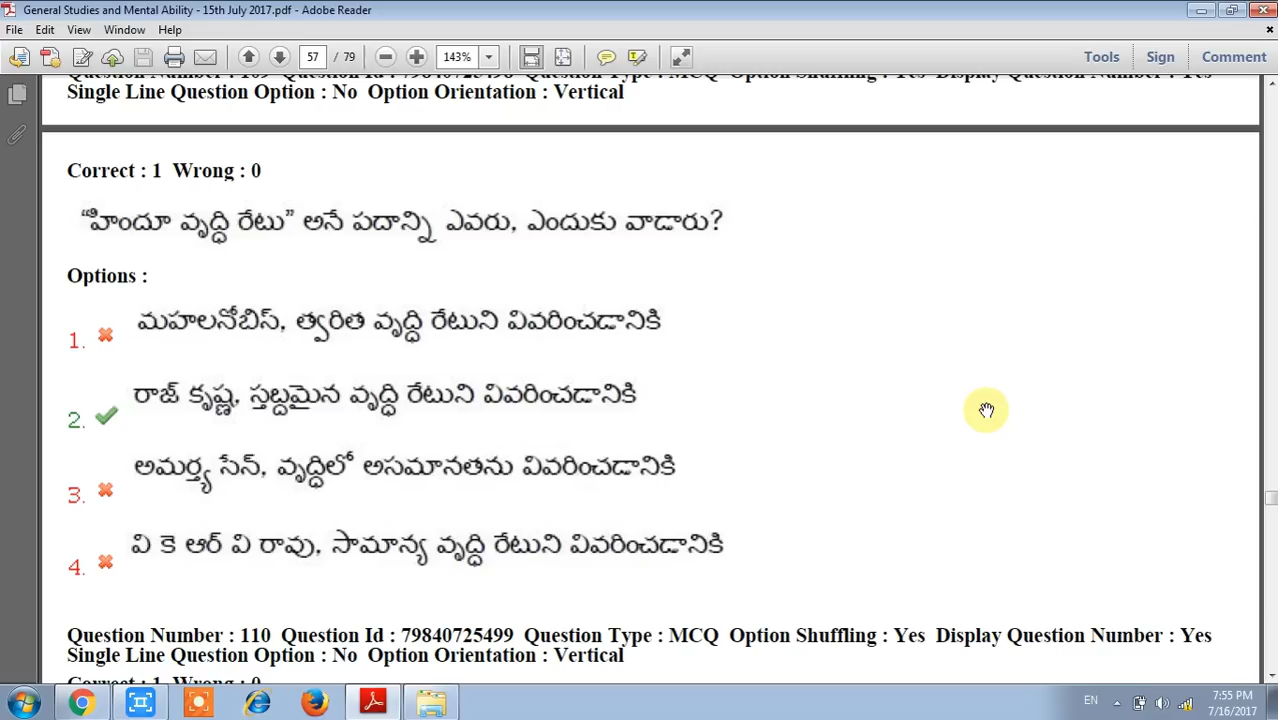 General Studies and Mental Ability - 15th July 2017.pdf - Adobe Reader
File Edit View Window Help
57 / 79 143% Tools Sign Comment
Single Line Question Option : No Option Orientation : Vertical
Correct : 1 Wrong : 0
“హిందూ వృద్ధి రేటు” అనే పదాన్ని ఎవరు, ఎందుకు వాడారు?
Options :
1. మహలనోబిస్, త్వరిత వృద్ధి రేటుని వివరించడానికి
2. రాజ్ కృష్ణ, స్తబ్దమైన వృద్ధి రేటుని వివరించడానికి
3. అమర్త్య సేన్, వృద్ధిలో అసమానతను వివరించడానికి
4. వి కె ఆర్ వి రావు, సామాన్య వృద్ధి రేటుని వివరించడానికి
Question Number : 110 Question Id : 79840725499 Question Type : MCQ Option Shuffling : Yes Display Question Number : Yes
Single Line Question Option : No Option Orientation : Vertical
Correct : 1 Wrong : 0
EN 7:55 PM
7/16/2017